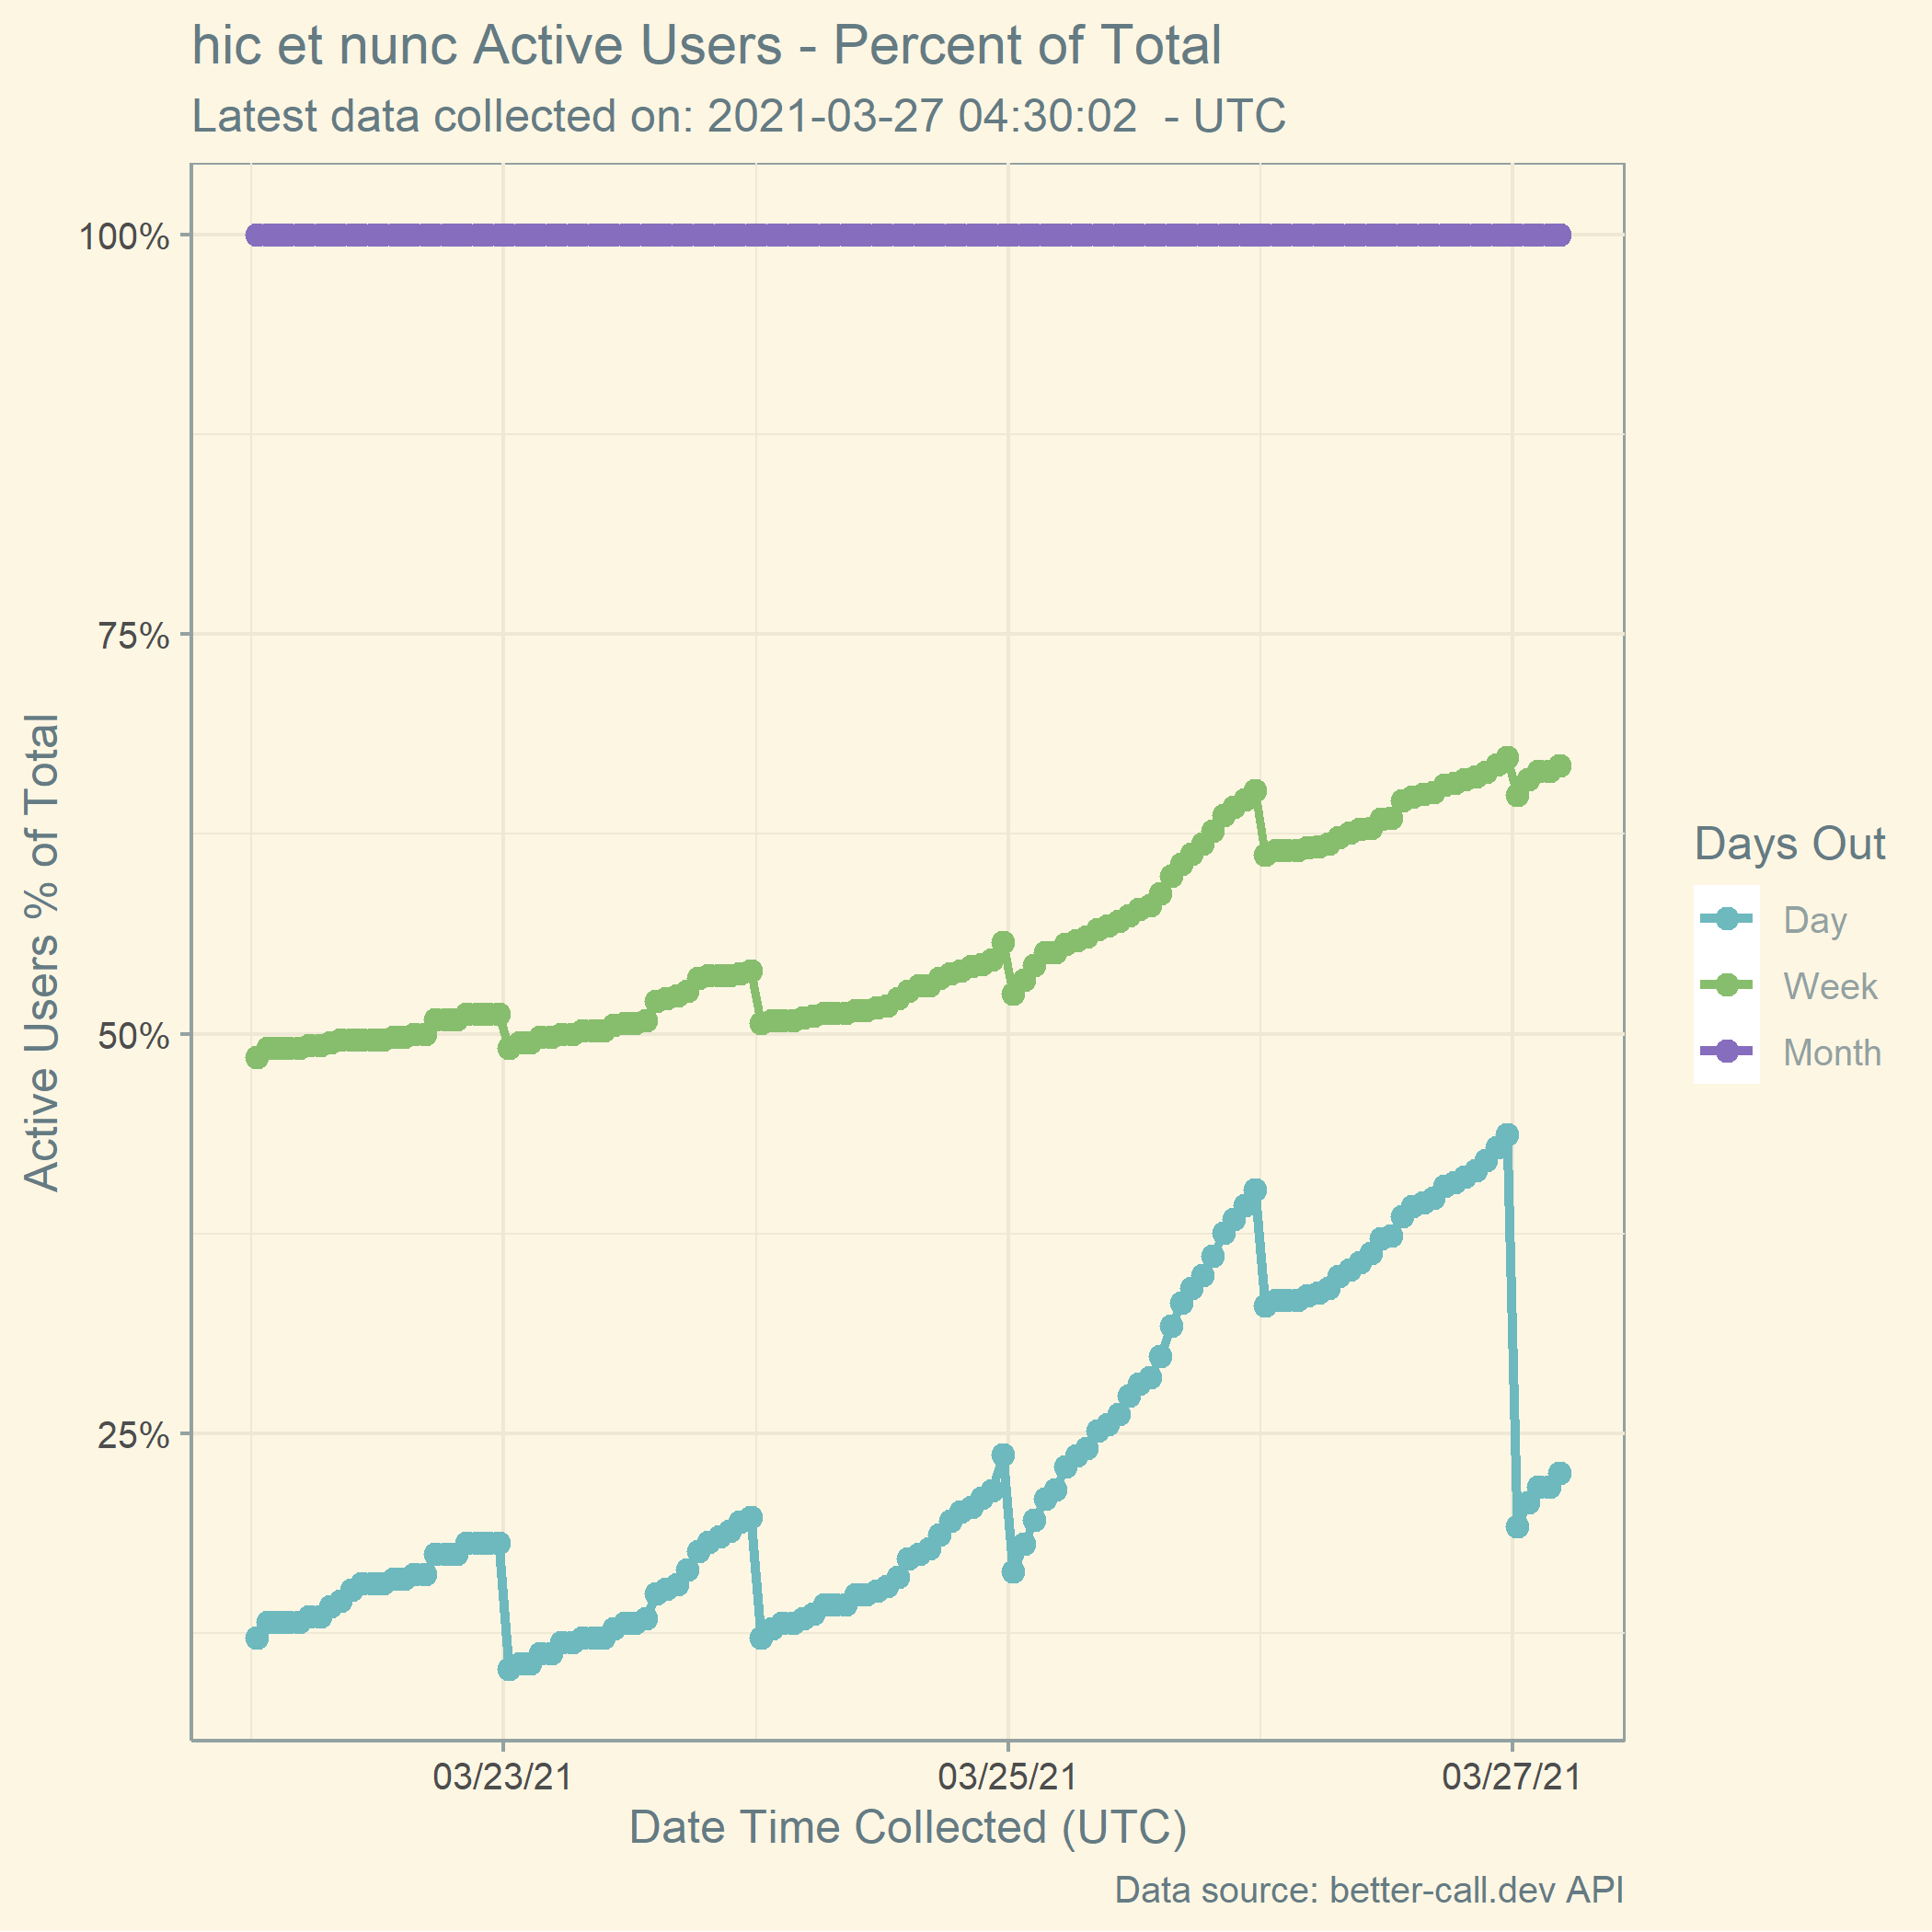 hic et nunc Active Users - Percent of Total
Latest data collected on: 2021-03-27 04:30:02  - UTC
Active Users % of Total
100%
75%
50%
25%
03/23/21
03/25/21
03/27/21
Date Time Collected (UTC)
Days Out
Day
Week
Month
Data source: better-call.dev API